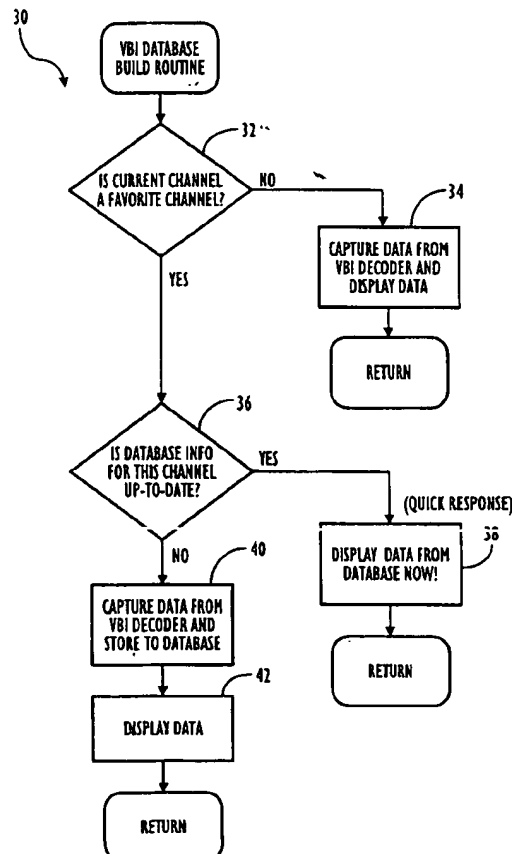 30
VBI DATABASE
BUILD ROUTINE
32
IS CURRENT CHANNEL
A FAVORITE CHANNEL?
NO
34
CAPTURE DATA FROM
VBI DECODER AND
DISPLAY DATA
YES
RETURN
36
IS DATABASE INFO
FOR THIS CHANNEL
UP-TO-DATE?
YES
(QUICK RESPONSE)
38
DISPLAY DATA FROM
DATABASE NOW!
NO
40
CAPTURE DATA FROM
VBI DECODER AND
STORE TO DATABASE
RETURN
42
DISPLAY DATA
RETURN